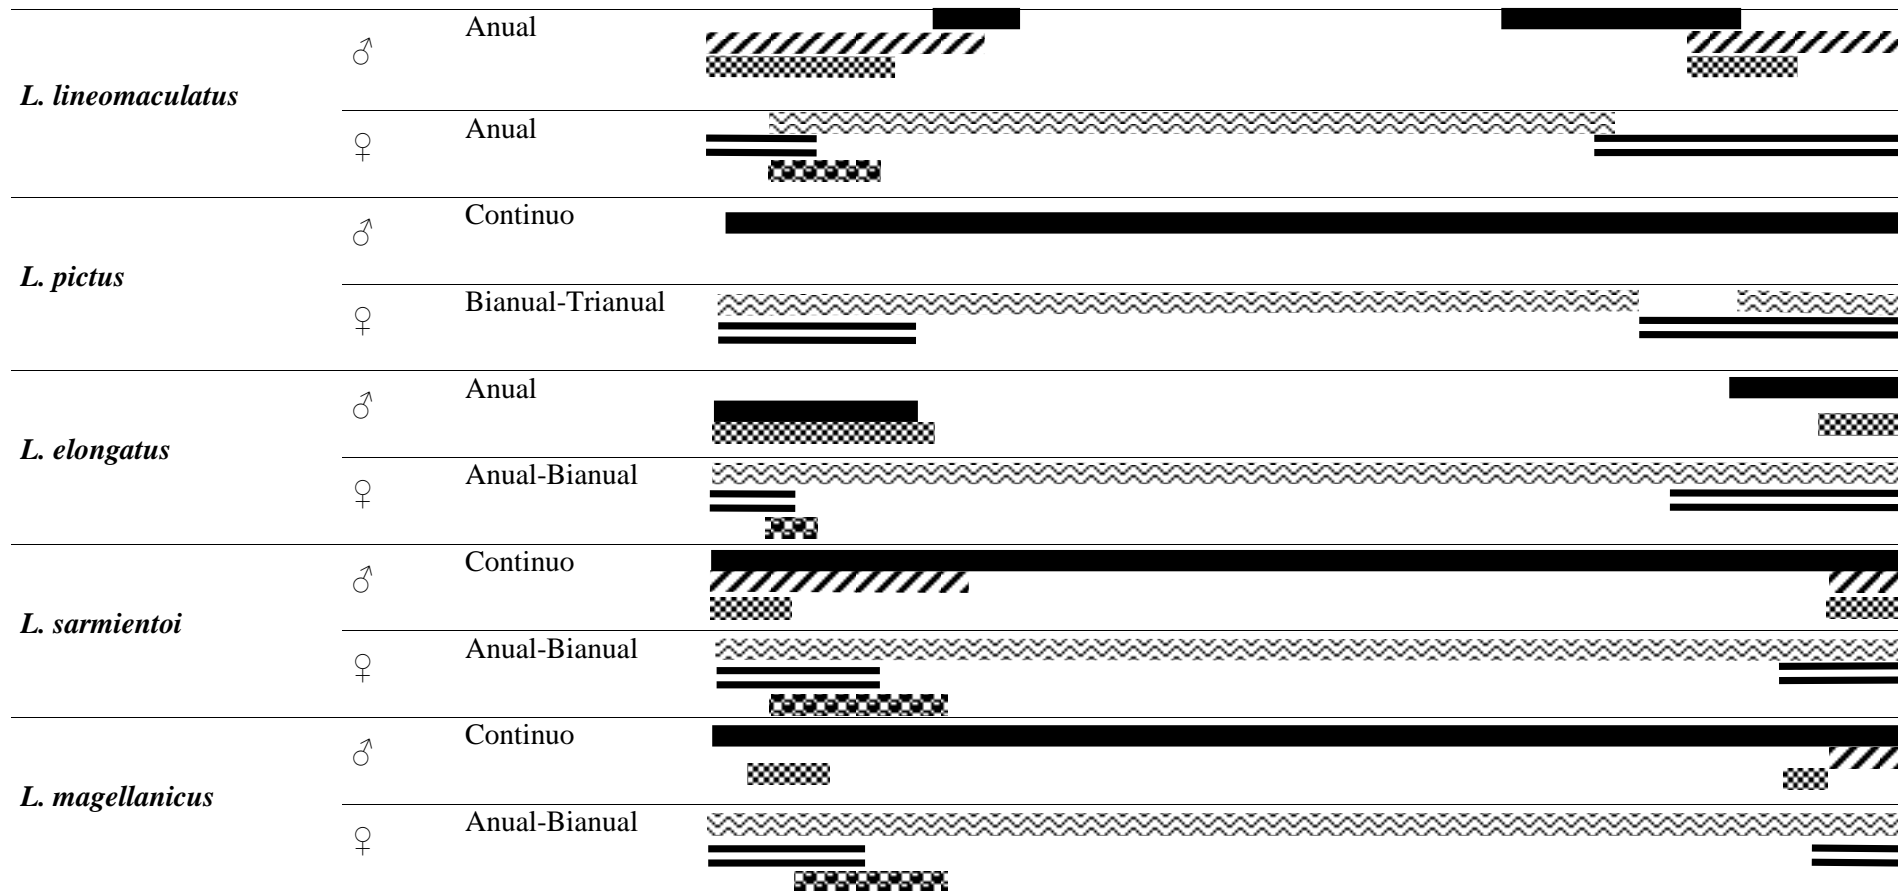 ♂ Anual
L. lineomaculatus
♀ Anual
♂ Continuo
L. pictus
♀ Bianual-Trianual
♂ Anual
L. elongatus
♀ Anual-Bianual
♂ Continuo
L. sarmientoi
♀ Anual-Bianual
♂ Continuo
L. magellanicus
♀ Anual-Bianual